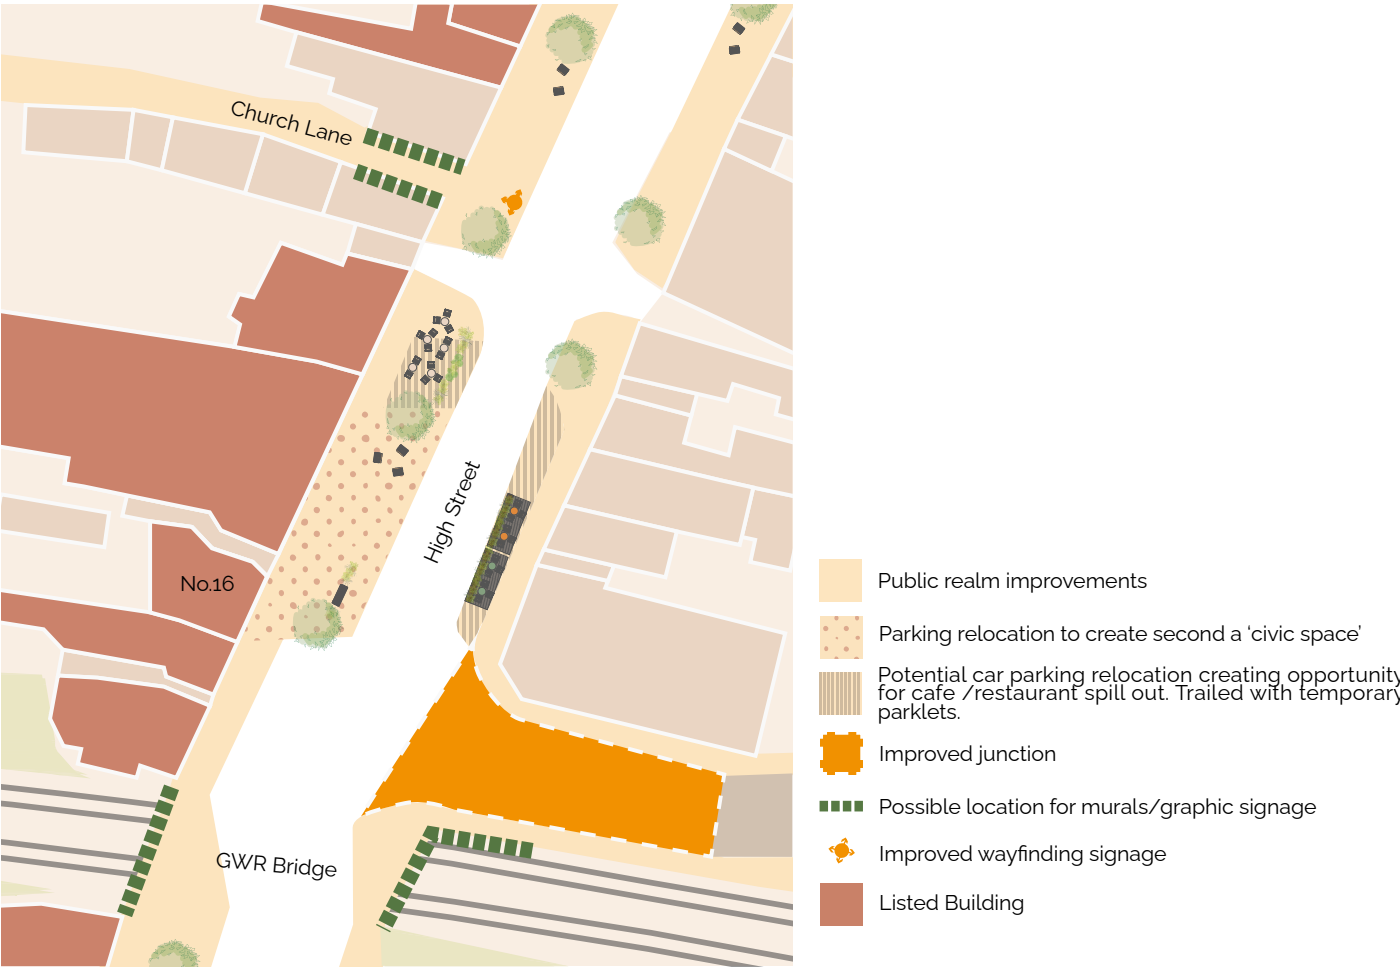 Church Lane
High Street
No.16
GWR Bridge
Public realm improvements
Parking relocation to create second a ‘civic space’
Potential car parking relocation creating opportunity
for cafe /restaurant spill out. Trailed with temporary
parklets.
Improved junction
Possible location for murals/graphic signage
Improved wayfinding signage
Listed Building